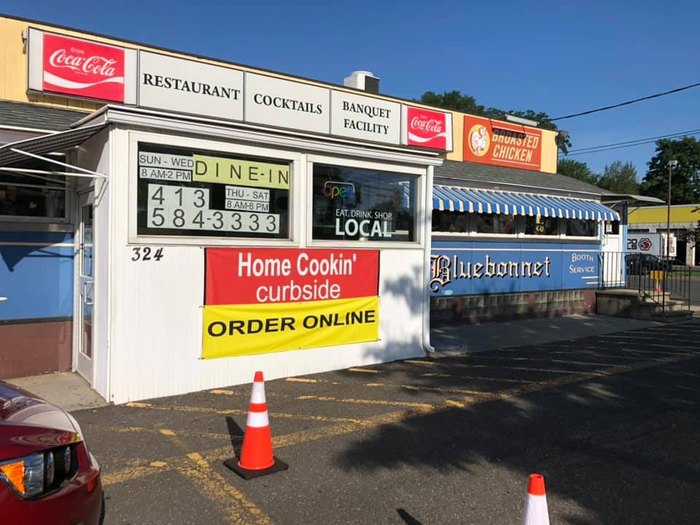 Enjoy
Coca-Cola
RESTAURANT
COCKTAILS
BANQUET
FACILITY
Coca-Cola
BROASTED
CHICKEN
SUN - WED
8 AM-2 PM
DINE-IN
413
THU - SAT
8AM-8 PM
584-3333
open
EAT. DRINK. SHOP.
LOCAL
324
Home Cookin'
curbside
ORDER ONLINE
Bluebonnet
BOOTH
SERVICE